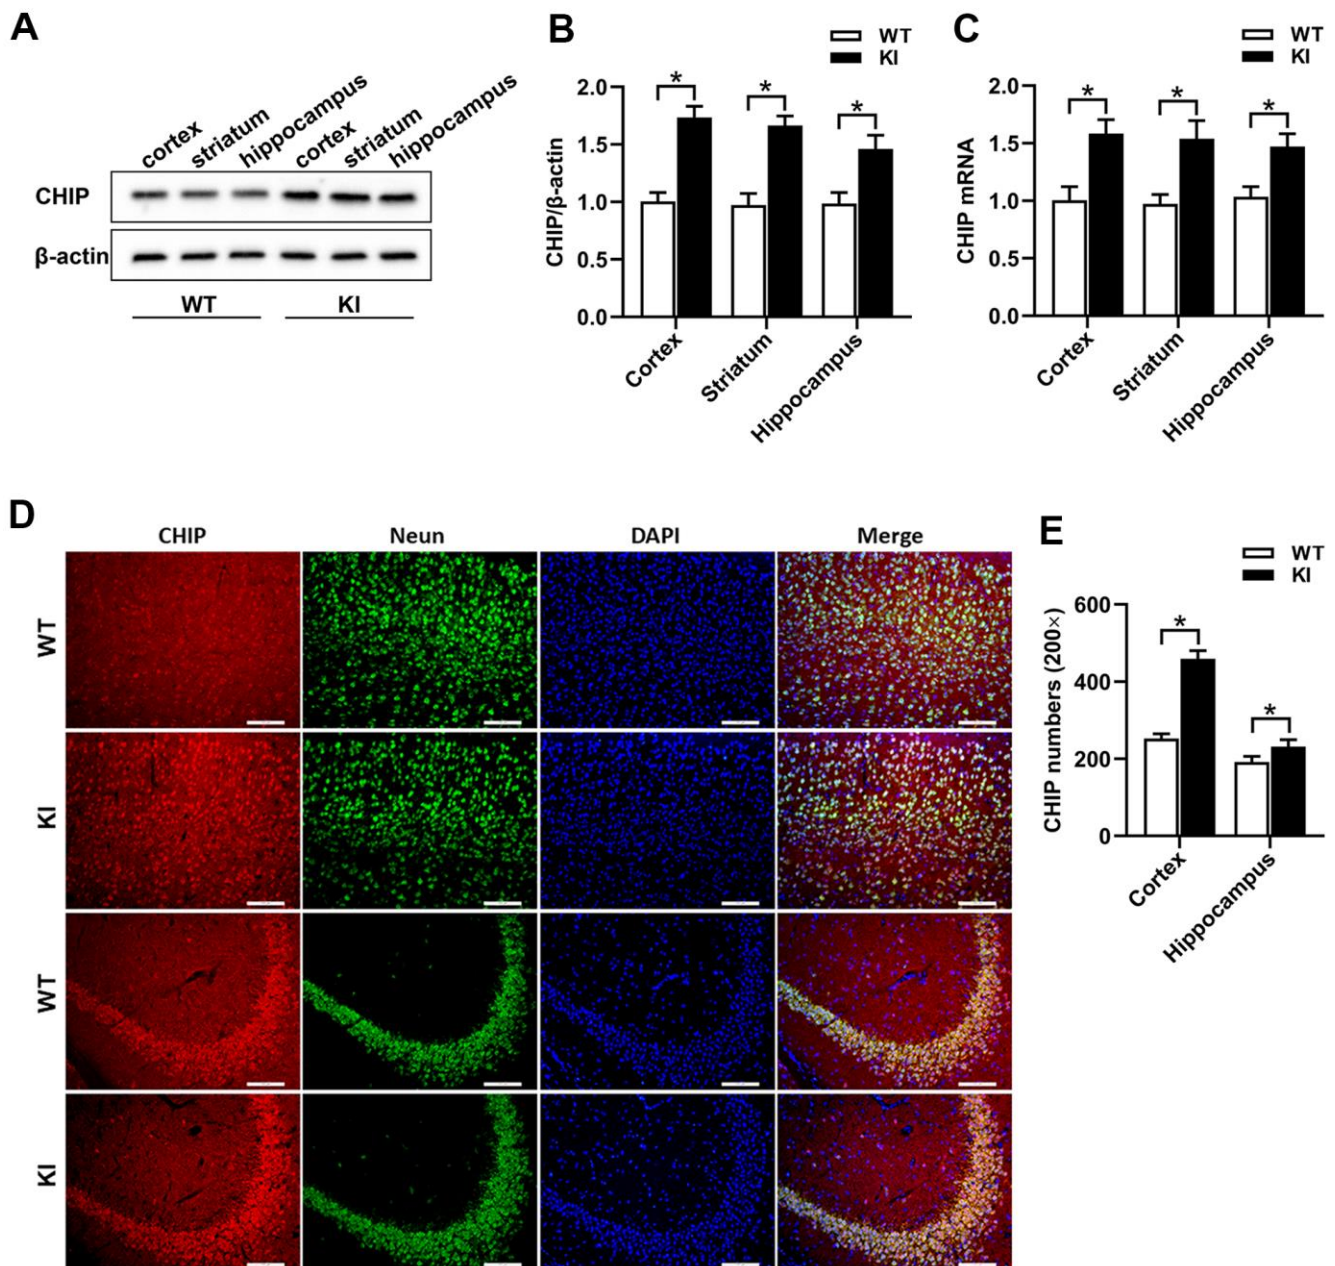 A
cortex
striatum
hippocampus
cortex
striatum
hippocampus
CHIP
β-actin
WT
KI
B
WT
KI
CHIP/β-actin
2.0
1.5
1.0
0.5
0.0
*
*
*
Cortex
Striatum
Hippocampus
C
WT
KI
CHIP mRNA
2.0
1.5
1.0
0.5
0.0
*
*
*
Cortex
Striatum
Hippocampus
D
CHIP
Neun
DAPI
Merge
WT
KI
WT
KI
E
WT
KI
CHIP numbers (200×)
600
400
200
0
*
*
Cortex
Hippocampus